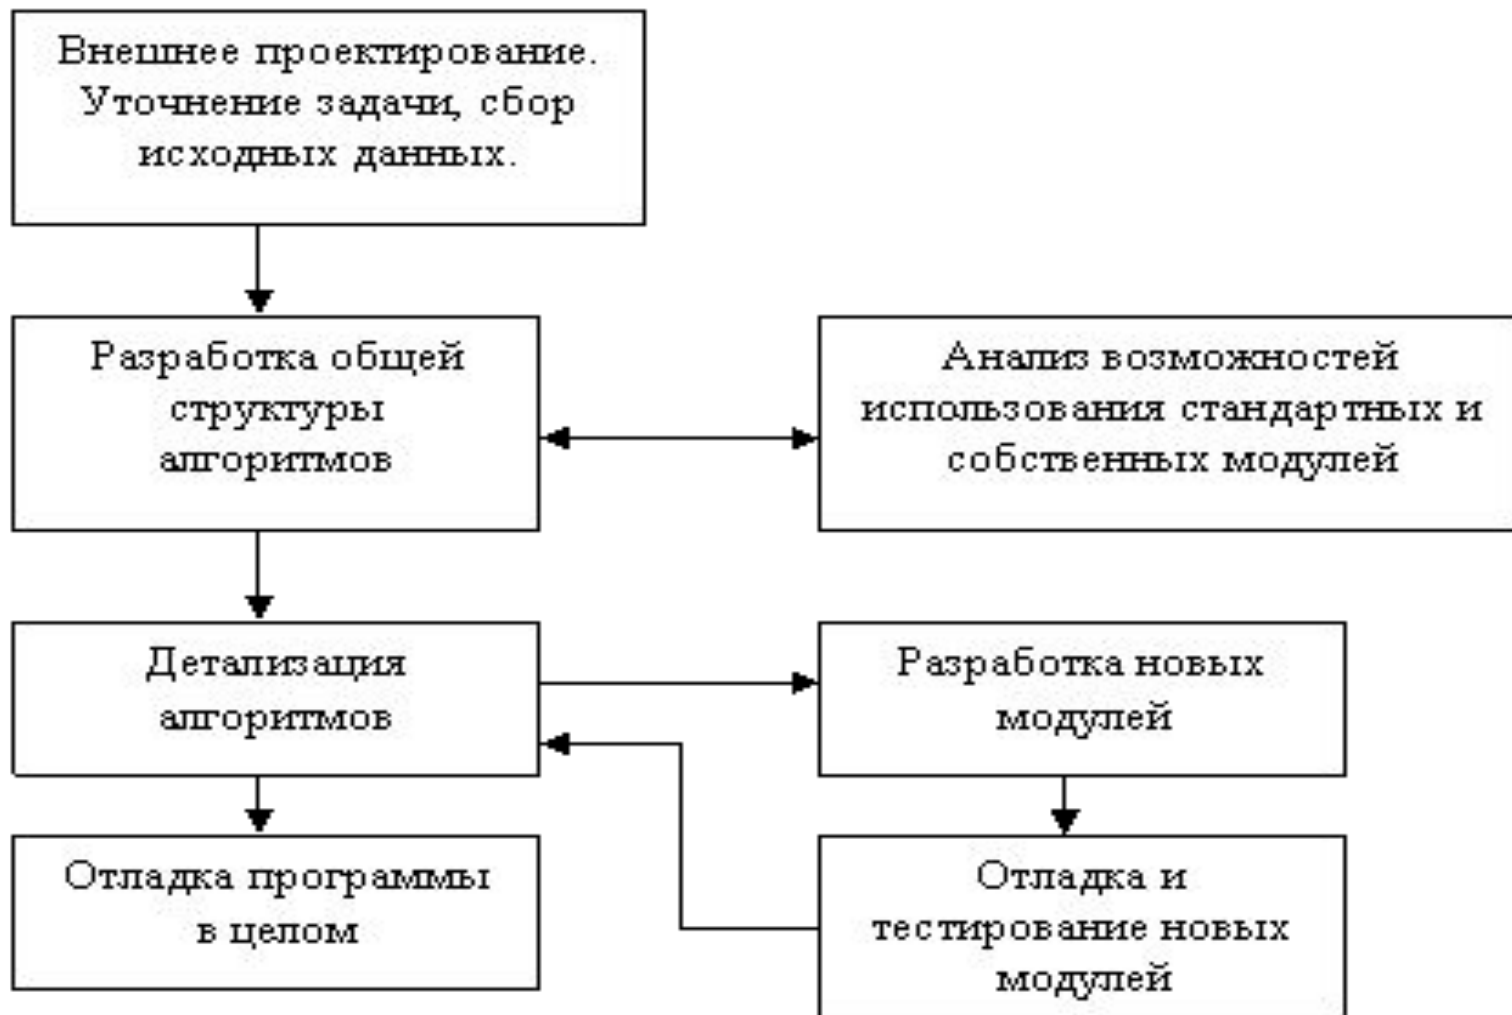 Внешнее проектирование.
Уточнение задачи, сбор
исходных данных.
Разработка общей
структуры
алгоритмов
Анализ возможностей
использования стандартных и
собственных модулей
Детализация
алгоритмов
Разработка новых
модулей
Отладка программы
в целом
Отладка и
тестирование новых
модулей